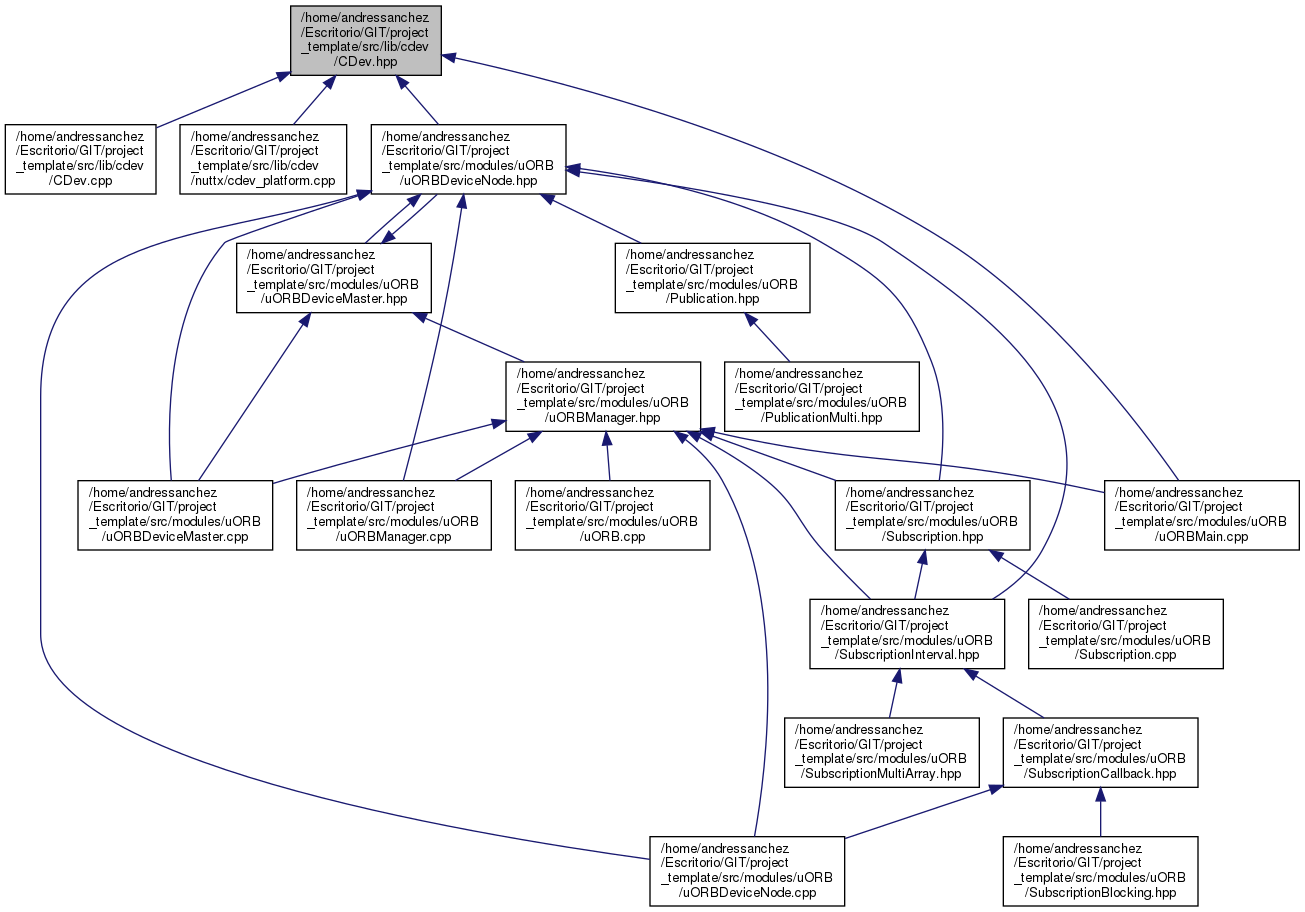 /home/andressanchez
/Escritorio/GIT/project
_template/src/lib/cdev
/CDev.hpp
/home/andressanchez
/Escritorio/GIT/project
_template/src/lib/cdev
/CDev.cpp
/home/andressanchez
/Escritorio/GIT/project
_template/src/lib/cdev
/nuttx/cdev_platform.cpp
/home/andressanchez
/Escritorio/GIT/project
_template/src/modules/uORB
/uORBDeviceNode.hpp
/home/andressanchez
/Escritorio/GIT/project
_template/src/modules/uORB
/uORBDeviceMaster.hpp
/home/andressanchez
/Escritorio/GIT/project
_template/src/modules/uORB
/Publication.hpp
/home/andressanchez
/Escritorio/GIT/project
_template/src/modules/uORB
/uORBManager.hpp
/home/andressanchez
/Escritorio/GIT/project
_template/src/modules/uORB
/PublicationMulti.hpp
/home/andressanchez
/Escritorio/GIT/project
_template/src/modules/uORB
/uORBDeviceMaster.cpp
/home/andressanchez
/Escritorio/GIT/project
_template/src/modules/uORB
/uORBManager.cpp
/home/andressanchez
/Escritorio/GIT/project
_template/src/modules/uORB
/uORB.cpp
/home/andressanchez
/Escritorio/GIT/project
_template/src/modules/uORB
/Subscription.hpp
/home/andressanchez
/Escritorio/GIT/project
_template/src/modules/uORB
/uORBMain.cpp
/home/andressanchez
/Escritorio/GIT/project
_template/src/modules/uORB
/SubscriptionInterval.hpp
/home/andressanchez
/Escritorio/GIT/project
_template/src/modules/uORB
/Subscription.cpp
/home/andressanchez
/Escritorio/GIT/project
_template/src/modules/uORB
/SubscriptionMultiArray.hpp
/home/andressanchez
/Escritorio/GIT/project
_template/src/modules/uORB
/SubscriptionCallback.hpp
/home/andressanchez
/Escritorio/GIT/project
_template/src/modules/uORB
/uORBDeviceNode.cpp
/home/andressanchez
/Escritorio/GIT/project
_template/src/modules/uORB
/SubscriptionBlocking.hpp